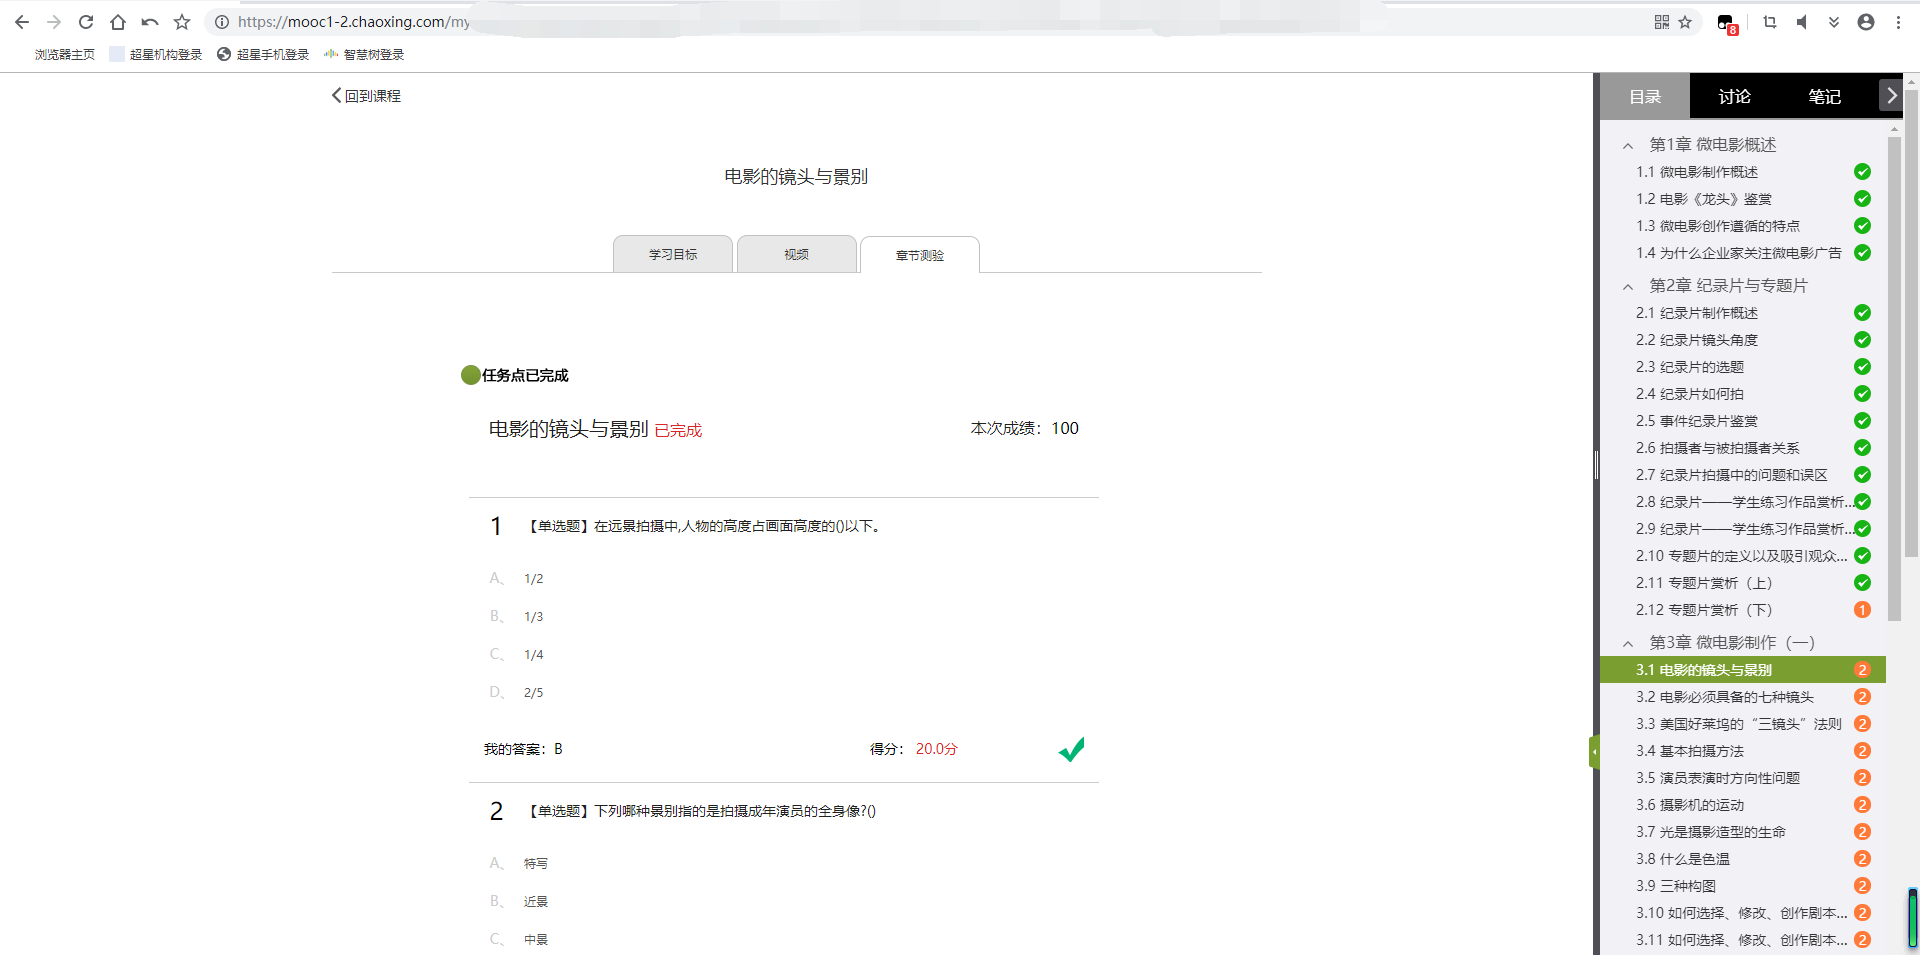 https://mooc1-2.chaoxing.com/my
8
浏览器主页 超星机构登录 超星手机登录 智慧树登录
回到课程
电影的镜头与景别
学习目标 视频 章节测验
任务点已完成
电影的镜头与景别 已完成 本次成绩：100
1 【单选题】在远景拍摄中,人物的高度占画面高度的()以下。
A、 1/2
B、 1/3
C、 1/4
D、 2/5
我的答案：B 得分： 20.0分
2 【单选题】下列哪种景别指的是拍摄成年演员的全身像?()
A、 特写
B、 近景
C、 中景
目录 讨论 笔记
第1章 微电影概述
1.1 微电影制作概述
1.2 电影《龙头》鉴赏
1.3 微电影创作遵循的特点
1.4 为什么企业家关注微电影广告
第2章 纪录片与专题片
2.1 纪录片制作概述
2.2 纪录片镜头角度
2.3 纪录片的选题
2.4 纪录片如何拍
2.5 事件纪录片鉴赏
2.6 拍摄者与被拍摄者关系
2.7 纪录片拍摄中的问题和误区
2.8 纪录片——学生练习作品赏析...
2.9 纪录片——学生练习作品赏析...
2.10 专题片的定义以及吸引观众...
2.11 专题片赏析（上）
2.12 专题片赏析（下） 1
第3章 微电影制作（一）
3.1 电影的镜头与景别 2
3.2 电影必须具备的七种镜头 2
3.3 美国好莱坞的“三镜头”法则 2
3.4 基本拍摄方法 2
3.5 演员表演时方向性问题 2
3.6 摄影机的运动 2
3.7 光是摄影造型的生命 2
3.8 什么是色温 2
3.9 三种构图 2
3.10 如何选择、修改、创作剧本... 2
3.11 如何选择、修改、创作剧本... 2